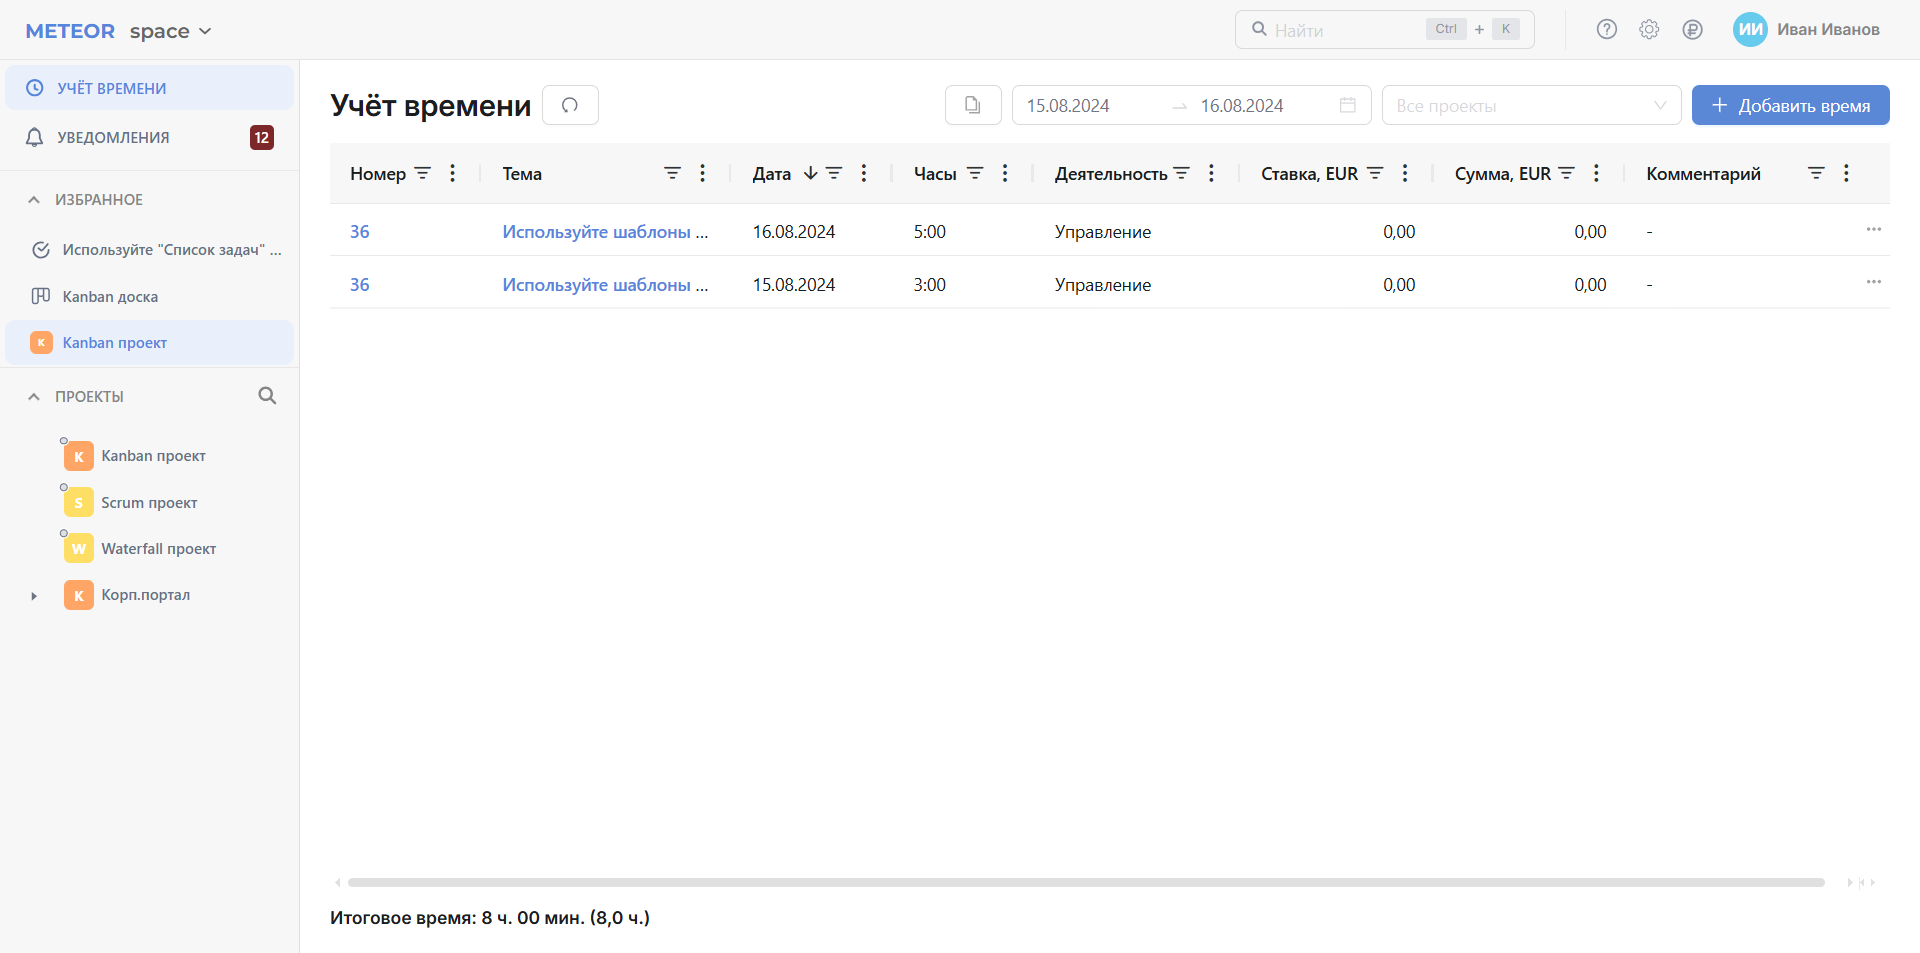 METEOR space
Найти Ctrl + K
ИИ Иван Иванов
УЧЁТ ВРЕМЕНИ
УВЕДОМЛЕНИЯ 12
ИЗБРАННОЕ
Используйте "Список задач" ...
Kanban доска
K Kanban проект
ПРОЕКТЫ
K Kanban проект
S Scrum проект
W Waterfall проект
К Корп.портал
Учёт времени
15.08.2024 → 16.08.2024 Все проекты + Добавить время
Номер Тема Дата Часы Деятельность Ставка, EUR Сумма, EUR Комментарий
36 Используйте шаблоны ... 16.08.2024 5:00 Управление 0,00 0,00 - ...
36 Используйте шаблоны ... 15.08.2024 3:00 Управление 0,00 0,00 - ...
Итоговое время: 8 ч. 00 мин. (8,0 ч.)